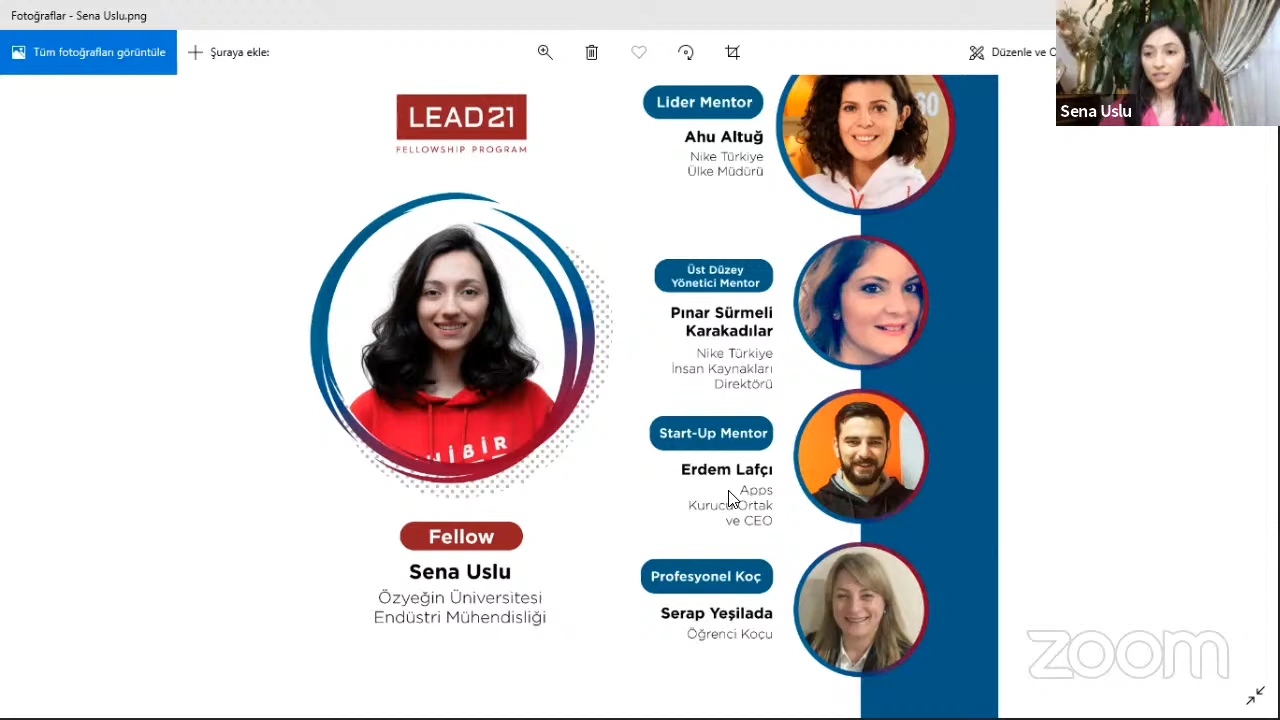 Fotoğraflar - Sena Uslu.png
Tüm fotoğrafları görüntüle
Şuraya ekle:
Düzenle ve O
Sena Uslu
LEAD21
FELLOWSHIP PROGRAM
HİBİR
Fellow
Sena Uslu
Özyeğin Üniversitesi
Endüstri Mühendisliği
Lider Mentor
Ahu Altuğ
Nike Türkiye
Ülke Müdürü
60
Üst Düzey
Yönetici Mentor
Pınar Sürmeli
Karakadılar
Nike Türkiye
İnsan Kaynakları
Direktörü
Start-Up Mentor
Erdem Lafçı
Apps
Kurucu Ortak
ve CEO
Profesyonel Koç
Serap Yeşilada
Öğrenci Koçu
zoom